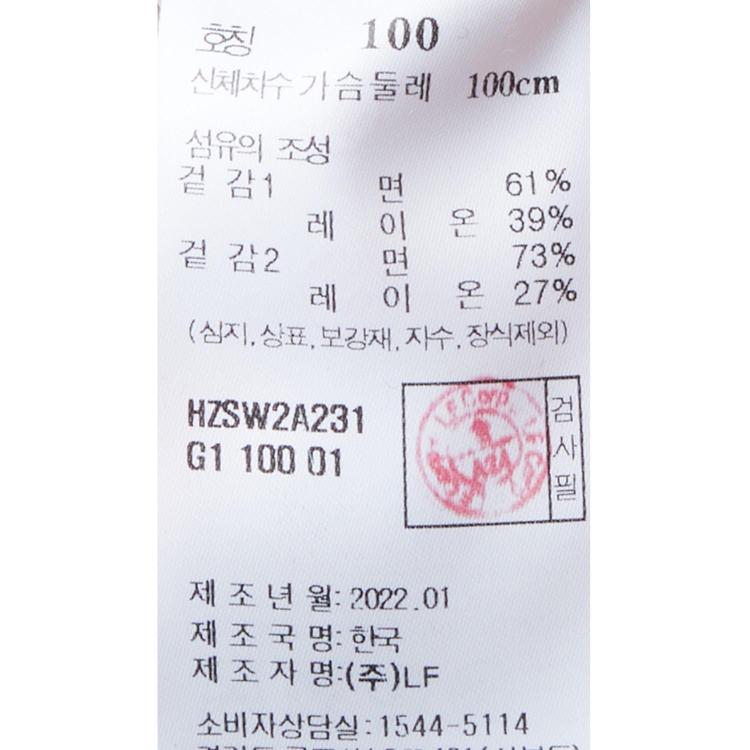 호칭 100
신체치수 가슴둘레 100cm
섬유의 조성
겉 감1 면 61%
레 이 온 39%
겉 감2 면 73%
레 이 온 27%
(심지,상표,보강재,자수,장식제외)
HZSW2A231
G1 100 01
검사필
제 조 년 월: 2022.01
제 조 국 명: 한국
제 조 자 명:(주)LF
소비자상담실:1544-5114